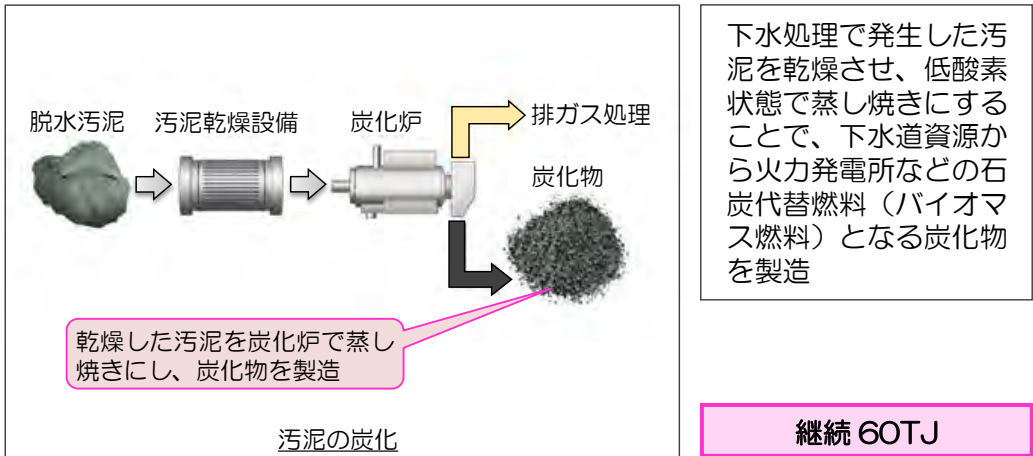 脱水汚泥
汚泥乾燥設備
炭化炉
排ガス処理
炭化物
乾燥した汚泥を炭化炉で蒸し
焼きにし、炭化物を製造
汚泥の炭化
下水処理で発生した汚
泥を乾燥させ、低酸素
状態で蒸し焼きにする
ことで、下水道資源か
ら火力発電所などの石
炭代替燃料（バイオマ
ス燃料）となる炭化物
を製造
継続 60TJ